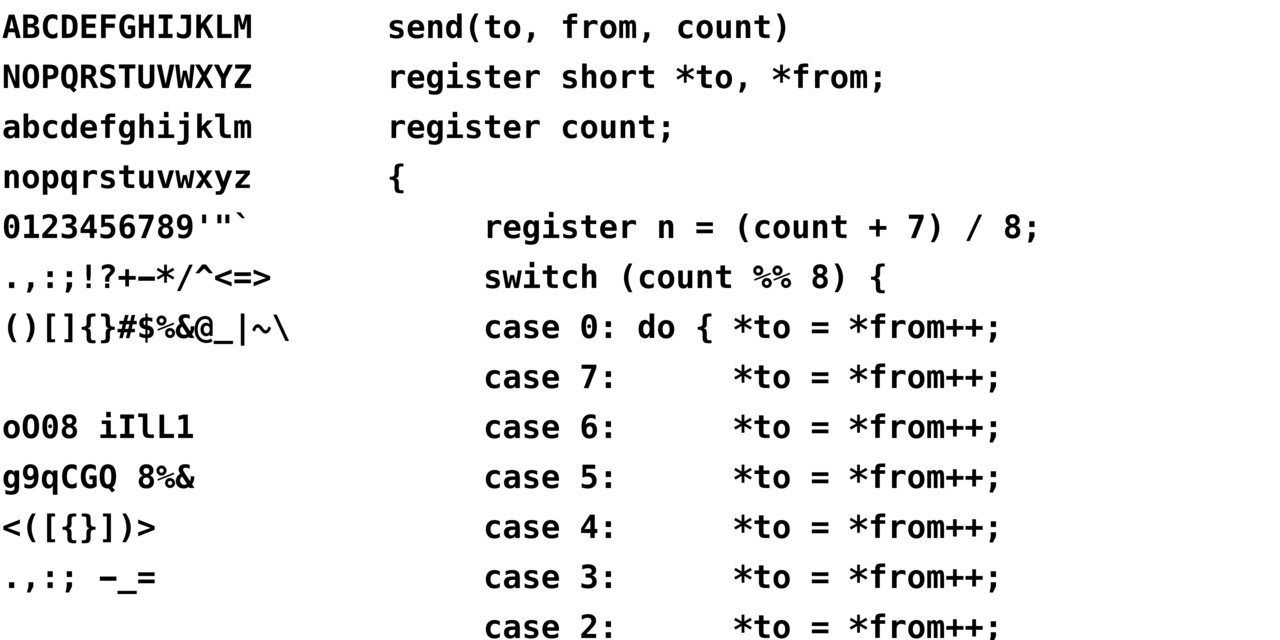 ABCDEFGHIJKLM       send(to, from, count)
NOPQRSTUVWXYZ       register short *to, *from;
abcdefghijklm       register count;
nopqrstuvwxyz       {
0123456789'"`            register n = (count + 7) / 8;
.,:;!?+-*/^<=>           switch (count %% 8) {
()[]{}#$%&@_|~\          case 0: do { *to = *from++;
                         case 7:      *to = *from++;
oO08 iIlL1               case 6:      *to = *from++;
g9qCGQ 8%&               case 5:      *to = *from++;
<([{}])>                 case 4:      *to = *from++;
.,:; -_=                 case 3:      *to = *from++;
                         case 2:      *to = *from++;